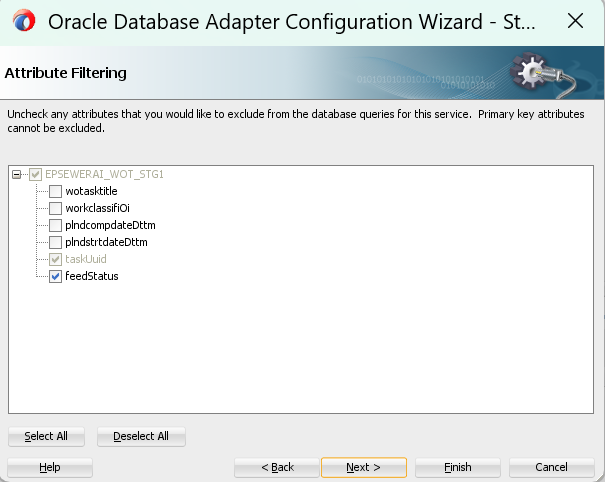 Oracle Database Adapter Configuration Wizard - St...
Attribute Filtering
Uncheck any attributes that you would like to exclude from the database queries for this service. Primary key attributes
cannot be excluded.
EPSEWERAI_WOT_STG1
wotasktitle
workclassifiOi
plndcompdateDttm
plndstrtdateDttm
taskUuid
feedStatus
Select All Deselect All
Help < Back Next > Finish Cancel